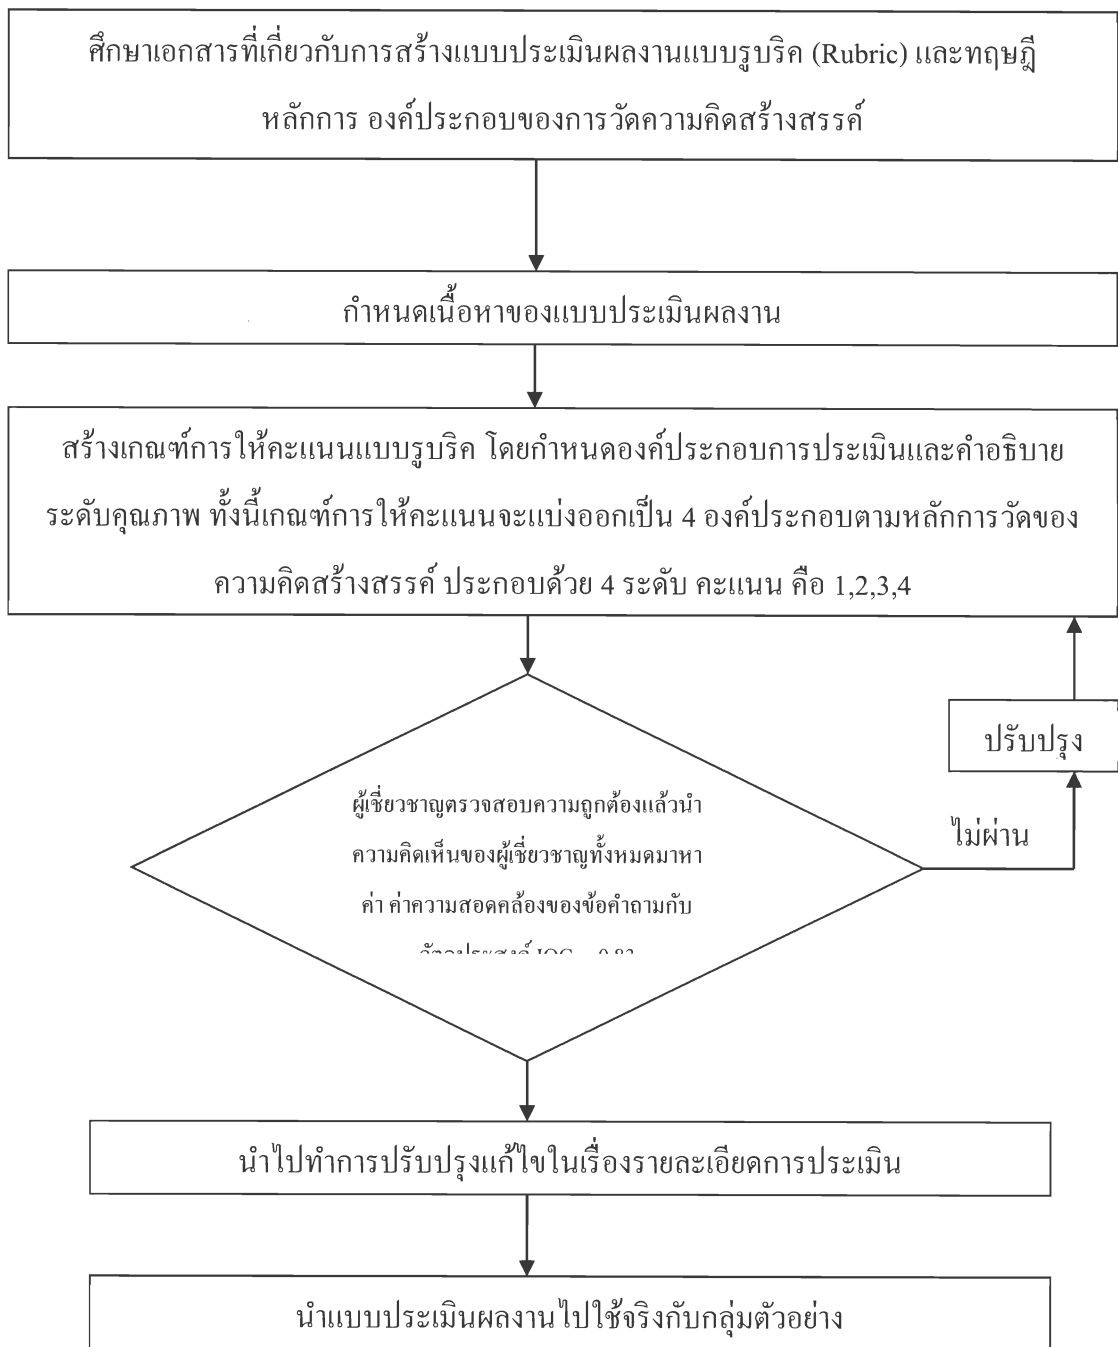 ศึกษาเอกสารที่เกี่ยวกับการสร้างแบบประเมินผลงานแบบรูบริค (Rubric) และทฤษฎี
หลักการ องค์ประกอบของการวัดความคิดสร้างสรรค์
กำหนดเนื้อหาของแบบประเมินผลงาน
สร้างเกณฑ์การให้คะแนนแบบรูบริค โดยกำหนดองค์ประกอบการประเมินและคำอธิบาย
ระดับคุณภาพ ทั้งนี้เกณฑ์การให้คะแนนจะแบ่งออกเป็น 4 องค์ประกอบตามหลักการวัดของ
ความคิดสร้างสรรค์ ประกอบด้วย 4 ระดับ คะแนน คือ 1,2,3,4
ปรับปรุง
ไม่ผ่าน
ผู้เชี่ยวชาญตรวจสอบความถูกต้องแล้วนำ
ความคิดเห็นของผู้เชี่ยวชาญทั้งหมดมาหา
ค่า ค่าความสอดคล้องของข้อคำถามกับ
นำไปทำการปรับปรุงแก้ไขในเรื่องรายละเอียดการประเมิน
นำแบบประเมินผลงานไปใช้จริงกับกลุ่มตัวอย่าง